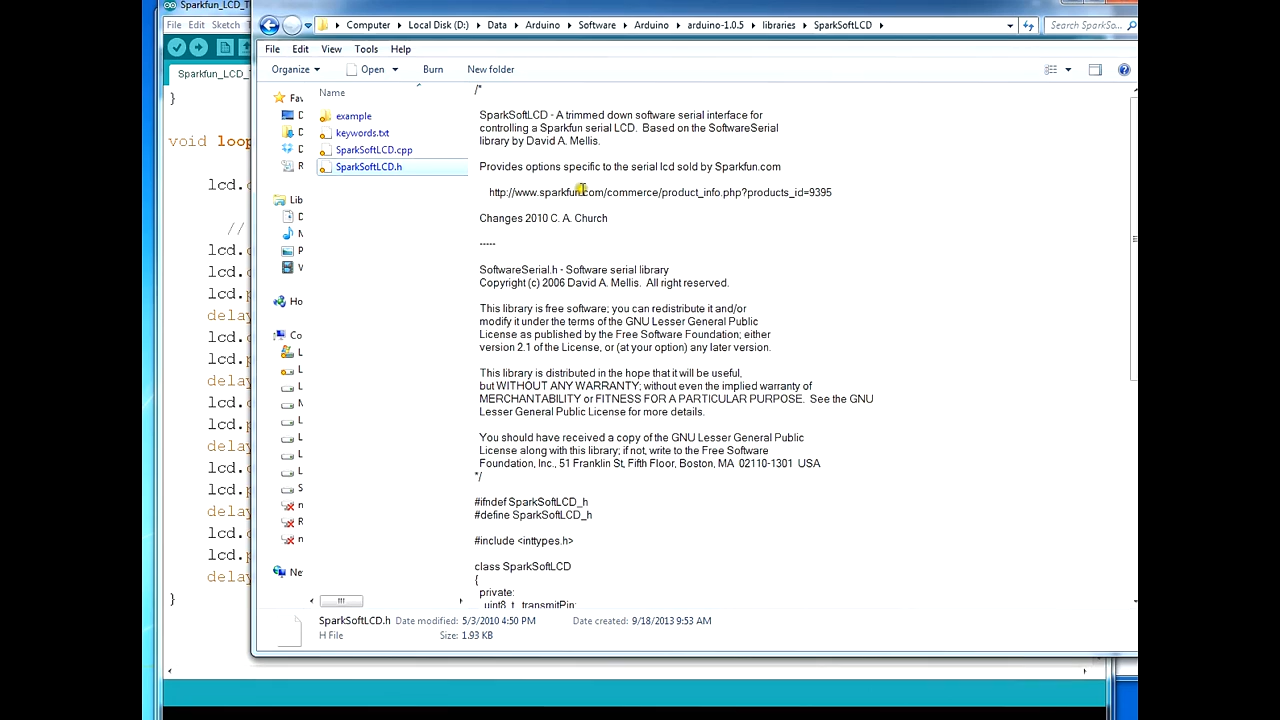 Sparkfun_LCD_T
File Edit Sketch
Sparkfun_LCD_
}
void loop
lcd.
//
lcd.
lcd.
lcd.
delay
lcd.
lcd.
delay
lcd.
lcd.
delay
lcd.
lcd.
delay
lcd.
lcd.
delay
}
Computer Local Disk (D:) Data Arduino Software Arduino arduino-1.0.5 libraries SparkSoftLCD
Search SparkSo...
File Edit View Tools Help
Organize Open Burn New folder
Fav
Lib
Ho
Co
Ne
Name
example
keywords.txt
SparkSoftLCD.cpp
SparkSoftLCD.h
/*
SparkSoftLCD - A trimmed down software serial interface for
controlling a Sparkfun serial LCD. Based on the SoftwareSerial
library by David A. Mellis.
Provides options specific to the serial lcd sold by Sparkfun.com
http://www.sparkfun.com/commerce/product_info.php?products_id=9395
Changes 2010 C. A. Church
-----
SoftwareSerial.h - Software serial library
Copyright (c) 2006 David A. Mellis. All right reserved.
This library is free software; you can redistribute it and/or
modify it under the terms of the GNU Lesser General Public
License as published by the Free Software Foundation; either
version 2.1 of the License, or (at your option) any later version.
This library is distributed in the hope that it will be useful,
but WITHOUT ANY WARRANTY; without even the implied warranty of
MERCHANTABILITY or FITNESS FOR A PARTICULAR PURPOSE. See the GNU
Lesser General Public License for more details.
You should have received a copy of the GNU Lesser General Public
License along with this library; if not, write to the Free Software
Foundation, Inc., 51 Franklin St, Fifth Floor, Boston, MA 02110-1301 USA
*/
#ifndef SparkSoftLCD_h
#define SparkSoftLCD_h
#include <inttypes.h>
class SparkSoftLCD
{
private:
uint8_t _transmitPin;
SparkSoftLCD.h Date modified: 5/3/2010 4:50 PM Date created: 9/18/2013 9:53 AM
H File Size: 1.93 KB